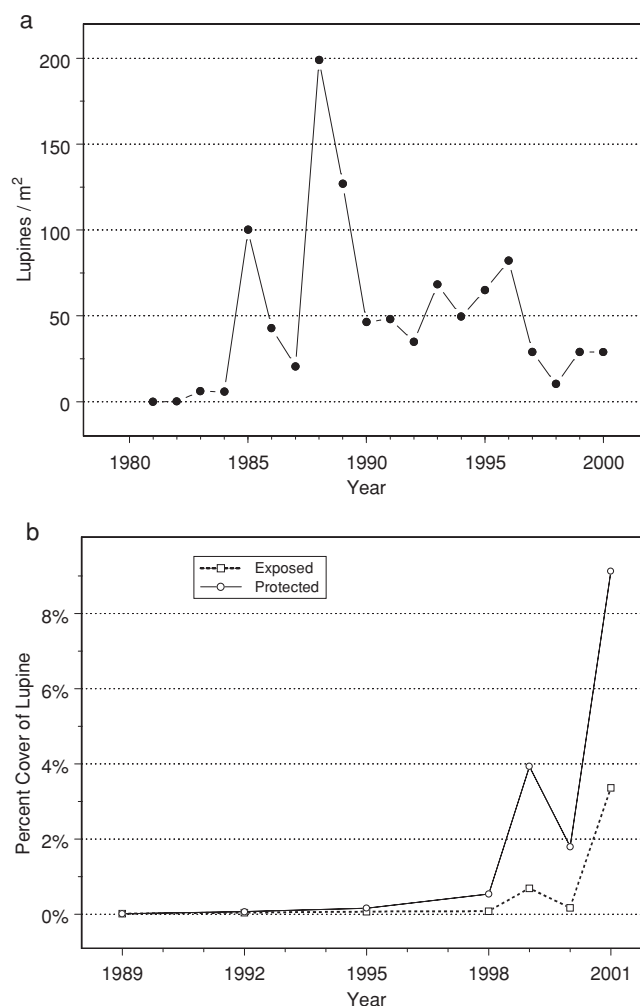 a
200
150
100
50
0
Lupines / m²
1980 1985 1990 1995 2000
Year
b
Exposed
Protected
8%
6%
4%
2%
0%
Percent Cover of Lupine
1989 1992 1995 1998 2001
Year